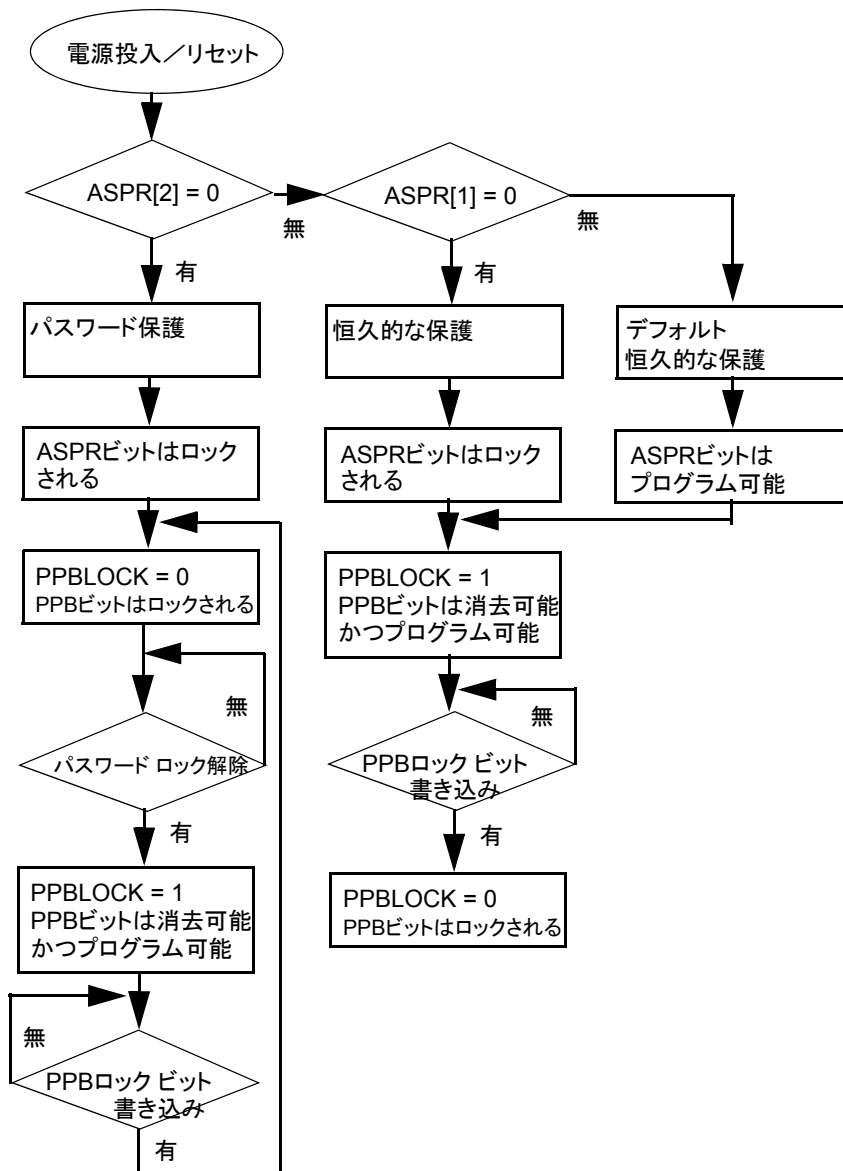 電源投入／リセット
ASPR[2] = 0
無
ASPR[1] = 0
無
有
有
パスワード保護
恒久的な保護
デフォルト
恒久的な保護
ASPRビットはロック
される
ASPRビットはロック
される
ASPRビットは
プログラム可能
PPBLOCK = 0
PPBビットはロックされる
PPBLOCK = 1
PPBビットは消去可能
かつプログラム可能
無
パスワード ロック解除
無
PPBロック ビット
書き込み
有
有
PPBLOCK = 1
PPBビットは消去可能
かつプログラム可能
PPBLOCK = 0
PPBビットはロックされる
無
PPBロック ビット
書き込み
有